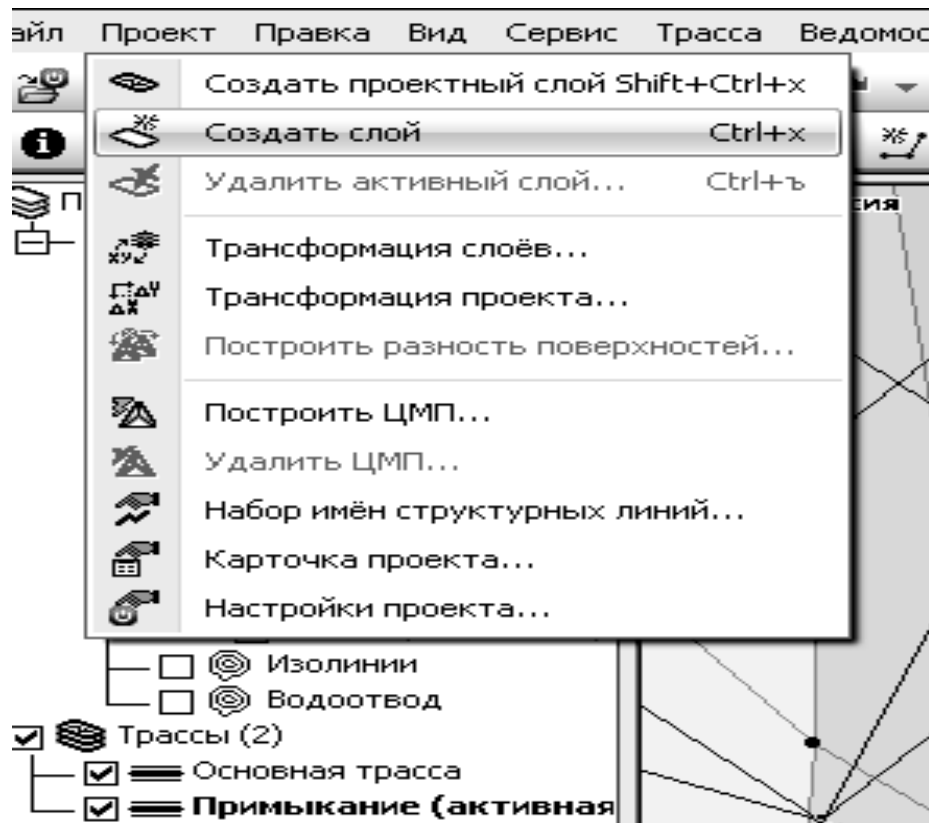 айл Проект Правка Вид Сервис Трасса Ведомос
Создать проектный слой Shift+Ctrl+x
Создать слой Ctrl+x
Удалить активный слой... Ctrl+ъ
П
сия
Трансформация слоёв...
Трансформация проекта...
Построить разность поверхностей...
Построить ЦМП...
Удалить ЦМП...
Набор имён структурных линий...
Карточка проекта...
Настройки проекта...
Изолинии
Водоотвод
Трассы (2)
Основная трасса
Примыкание (активная